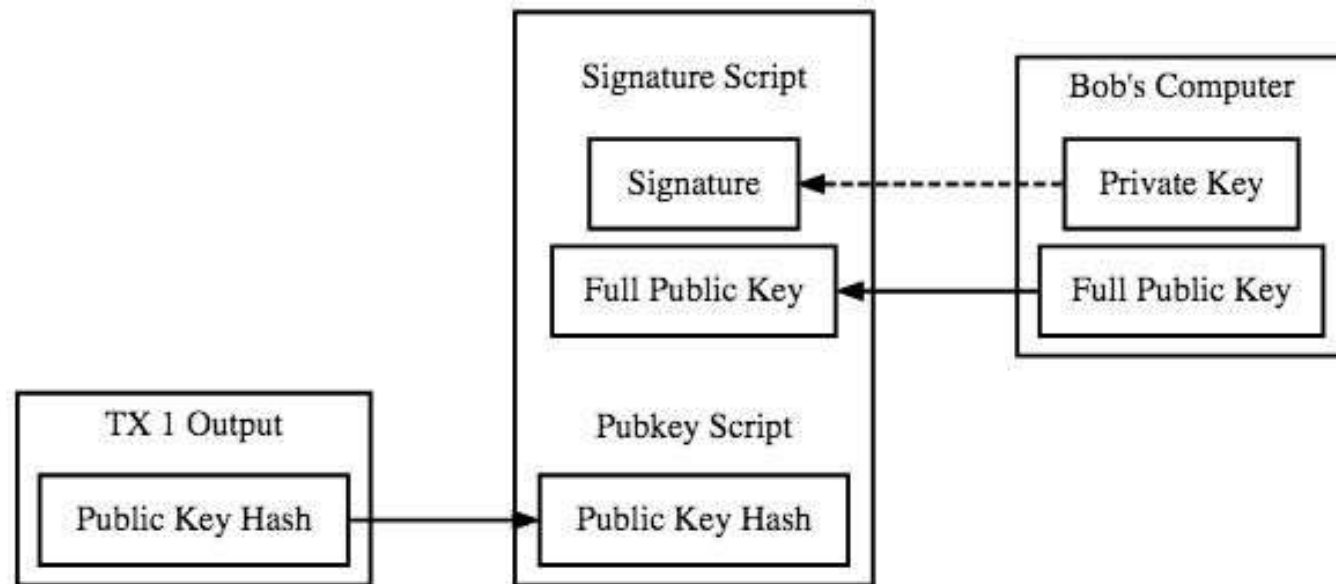 Signature Script
Signature
Full Public Key
Pubkey Script
Public Key Hash
Bob's Computer
Private Key
Full Public Key
TX 1 Output
Public Key Hash